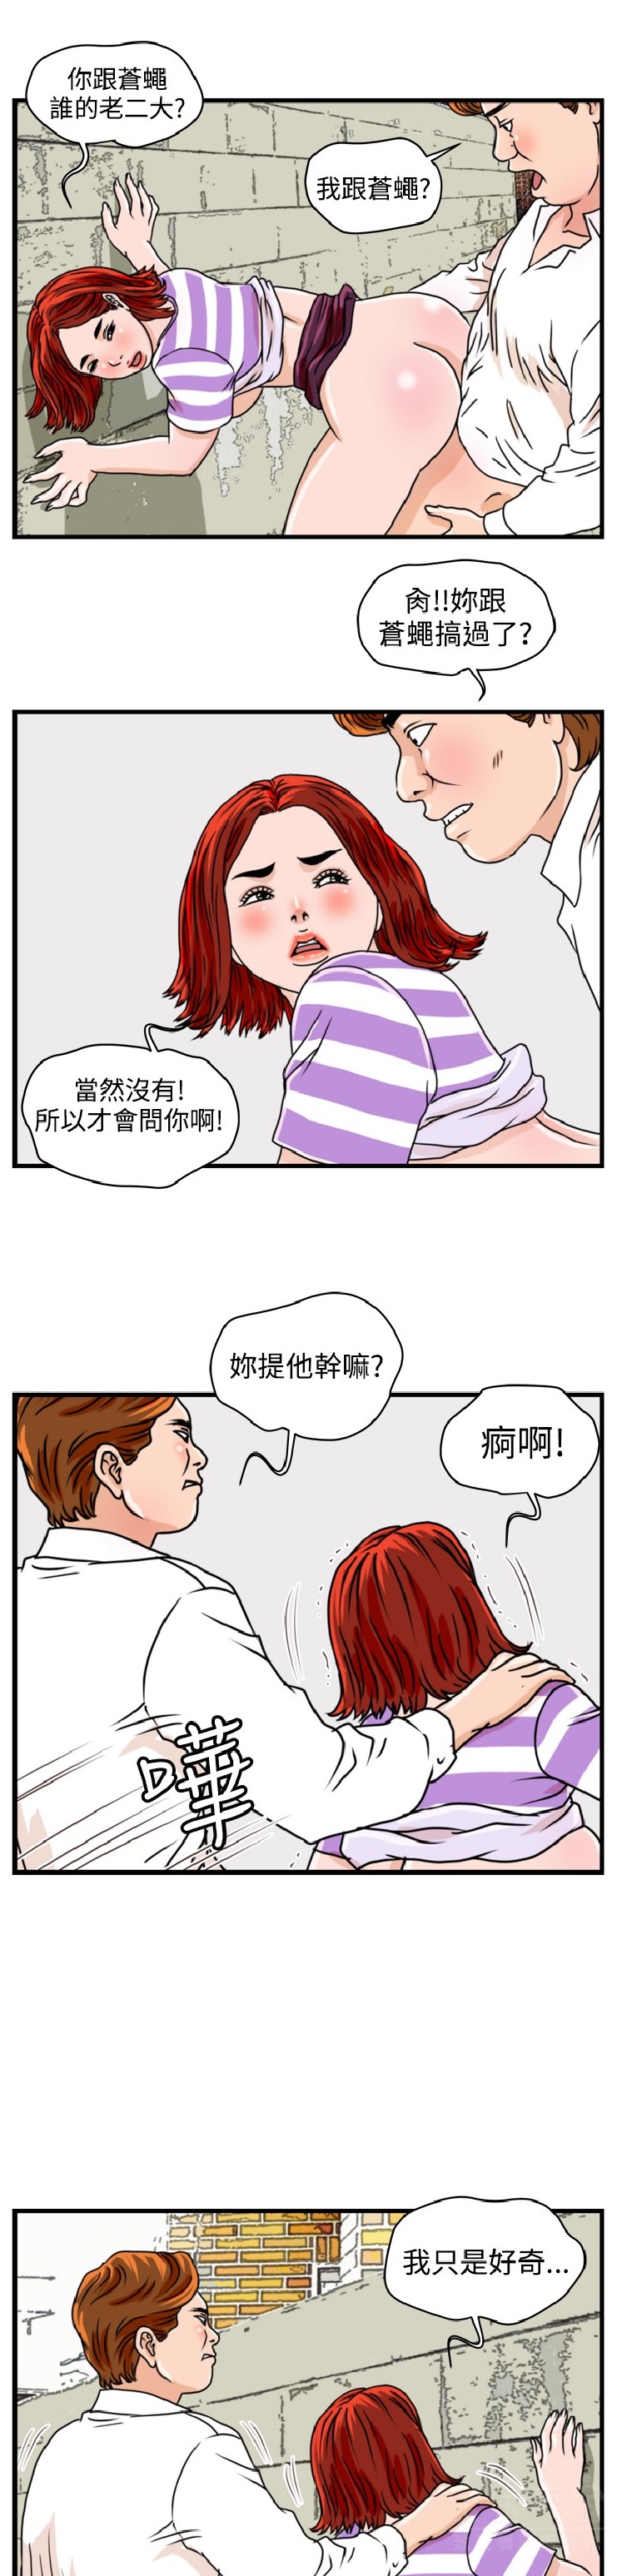 你跟蒼蠅
誰的老二大?
我跟蒼蠅?
肏!!妳跟
蒼蠅搞過了?
當然沒有!
所以才會問你啊!
妳提他幹嘛?
痾啊!
嘩
我只是好奇...